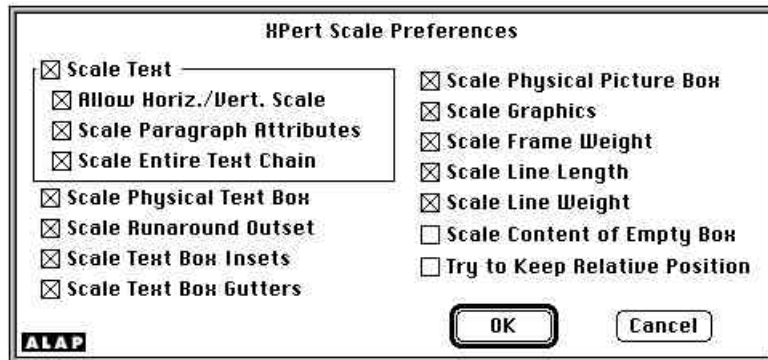 XPert Scale Preferences
Scale Text
Allow Horiz./Vert. Scale
Scale Paragraph Attributes
Scale Entire Text Chain
Scale Physical Text Box
Scale Runaround Outset
Scale Text Box Insets
Scale Text Box Gutters
Scale Physical Picture Box
Scale Graphics
Scale Frame Weight
Scale Line Length
Scale Line Weight
Scale Content of Empty Box
Try to Keep Relative Position
ALAP
OK
Cancel